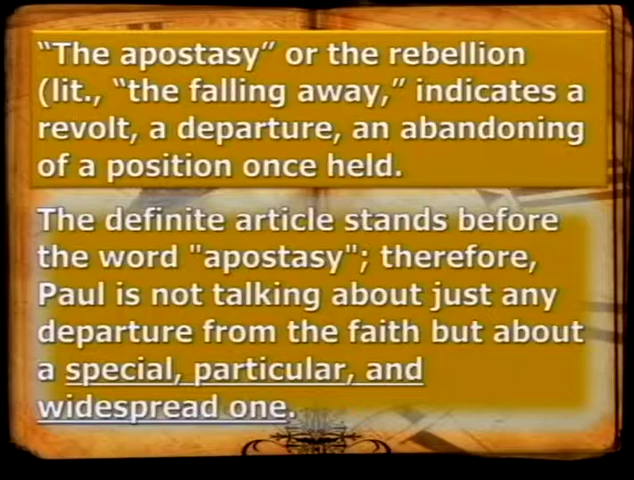 “The apostasy” or the rebellion
(lit., “the falling away,” indicates a
revolt, a departure, an abandoning
of a position once held.
The definite article stands before
the word "apostasy"; therefore,
Paul is not talking about just any
departure from the faith but about
a special, particular, and
widespread one.